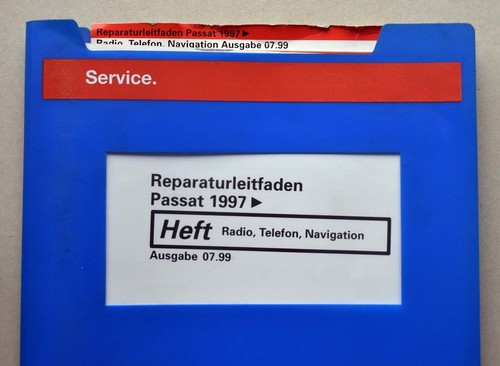 Reparaturleitfaden Passat 1997 ▶
Radio, Telefon, Navigation Ausgabe 07.99
Service.
Reparaturleitfaden
Passat 1997 ▶
Heft Radio, Telefon, Navigation
Ausgabe 07.99